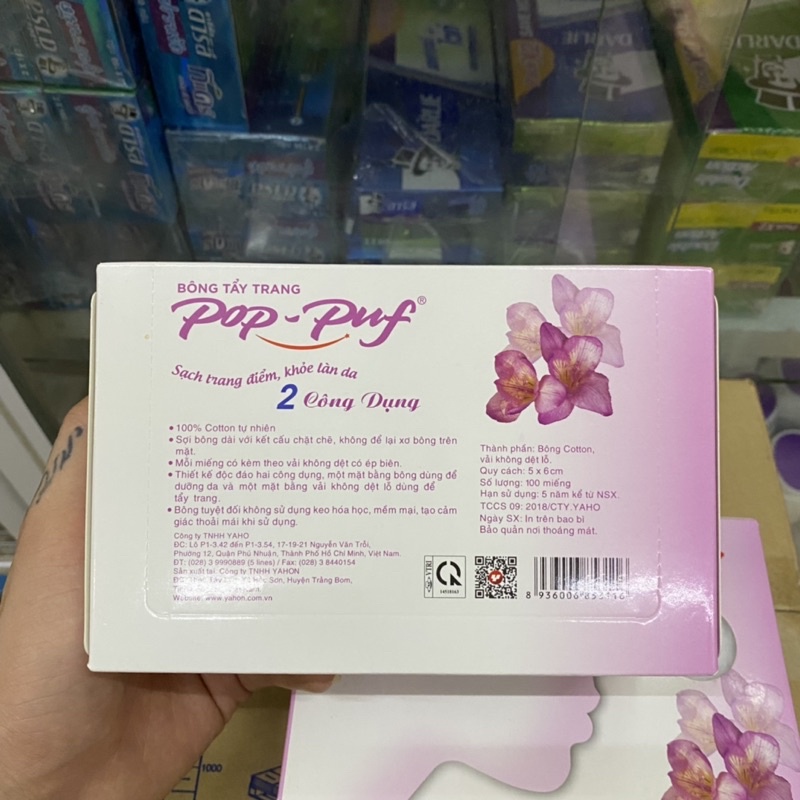 DARLIE
BÔNG TẨY TRANG
Pop-Puf®
Sạch trang điểm, khỏe làn da
2 Công Dụng
• 100% Cotton tự nhiên
• Sợi bông dài với kết cấu chặt chẽ, không để lại xơ bông trên
mặt.
• Mỗi miếng có kèm theo vải không dệt có ép biên.
• Thiết kế độc đáo hai công dụng, một mặt bằng bông dùng để
dưỡng da và một mặt bằng vải không dệt lỗ dùng để
tẩy trang.
• Bông tuyệt đối không sử dụng keo hóa học, mềm mại, tạo cảm
giác thoải mái khi sử dụng.
Công ty TNHH YAHO
ĐC: Lô P1-3.42 đến P1-3.54, 17-19-21 Nguyễn Văn Trỗi,
Phường 12, Quận Phú Nhuận, Thành Phố Hồ Chí Minh, Việt Nam.
ĐT: (028) 3 9990889 (5 lines) / Fax: (028) 3 8440154
Sản xuất tại: Công ty TNHH YAHON
Sơn, Huyện Trảng Bom,
Website: www.yahon.com.vn
Thành phần: Bông Cotton,
vải không dệt lỗ.
Quy cách: 5 x 6cm
Số lượng: 100 miếng
Hạn sử dụng: 5 năm kể từ NSX.
TCCS 09: 2018/CTY.YAHO
Ngày SX: In trên bao bì
Bảo quản nơi thoáng mát.
1000